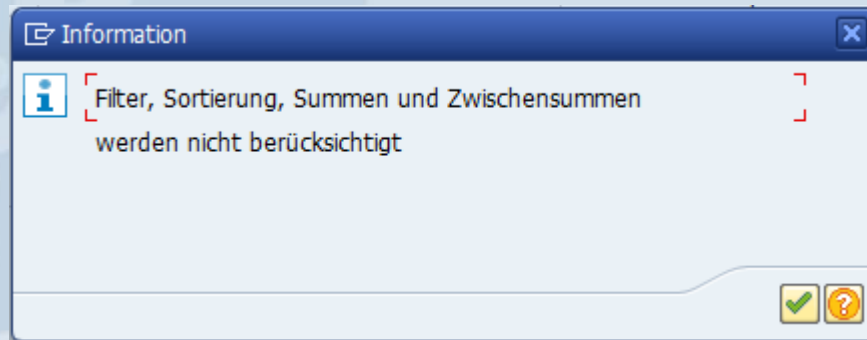 Information
Filter, Sortierung, Summen und Zwischensummen
werden nicht berücksichtigt